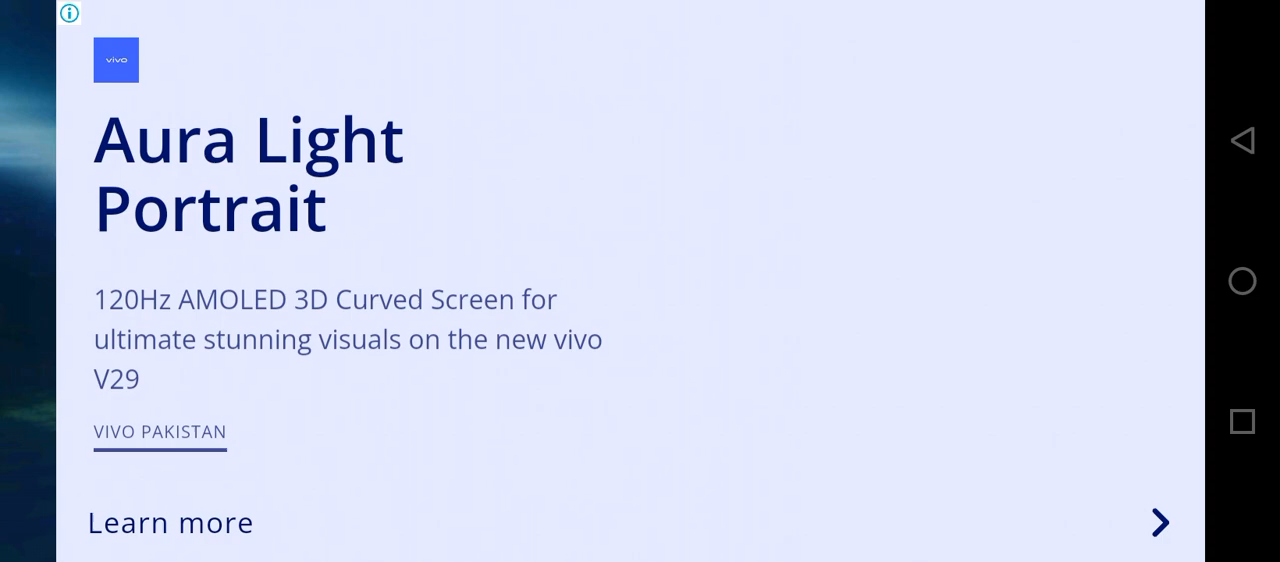 vivo
Aura Light
Portrait
120Hz AMOLED 3D Curved Screen for
ultimate stunning visuals on the new vivo
V29
VIVO PAKISTAN
Learn more